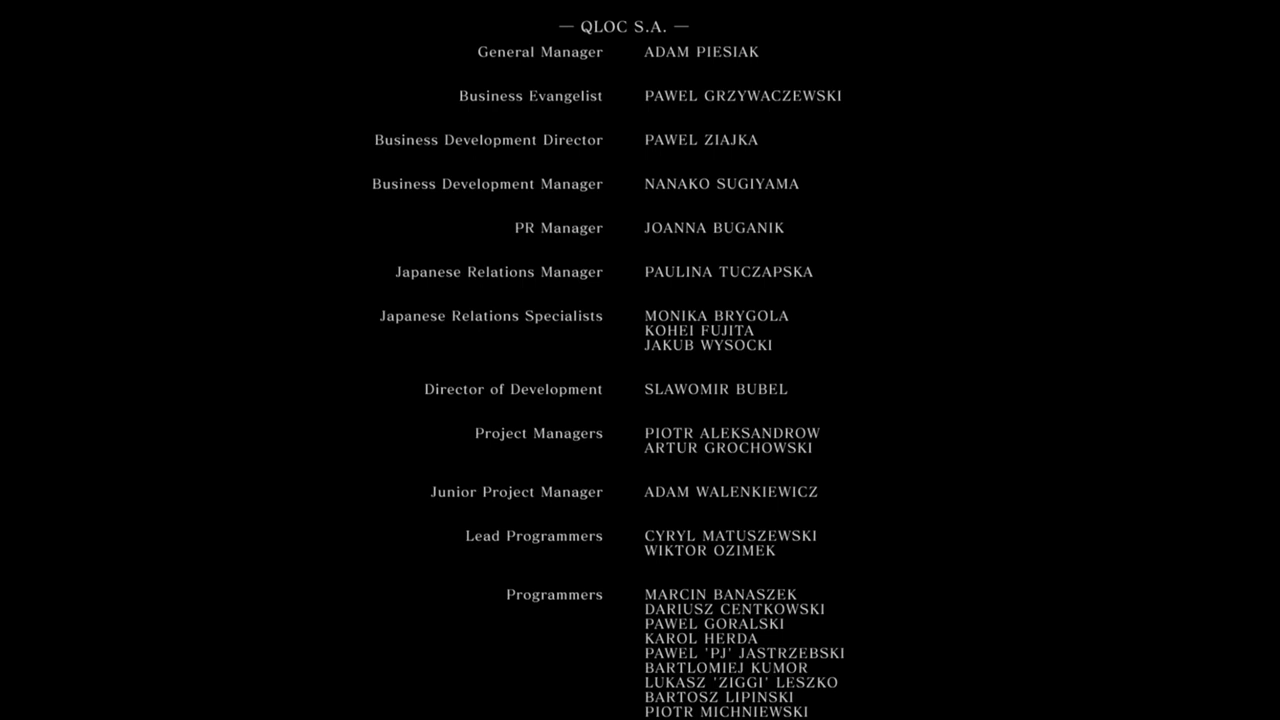 — QLOC S.A. —
General Manager ADAM PIESIAK
Business Evangelist PAWEL GRZYWACZEWSKI
Business Development Director PAWEL ZIAJKA
Business Development Manager NANAKO SUGIYAMA
PR Manager JOANNA BUGANIK
Japanese Relations Manager PAULINA TUCZAPSKA
Japanese Relations Specialists MONIKA BRYGOLA
KOHEI FUJITA
JAKUB WYSOCKI
Director of Development SLAWOMIR BUBEL
Project Managers PIOTR ALEKSANDROW
ARTUR GROCHOWSKI
Junior Project Manager ADAM WALENKIEWICZ
Lead Programmers CYRYL MATUSZEWSKI
WIKTOR OZIMEK
Programmers MARCIN BANASZEK
DARIUSZ CENTKOWSKI
PAWEL GORALSKI
KAROL HERDA
PAWEL 'PJ' JASTRZEBSKI
BARTLOMIEJ KUMOR
LUKASZ 'ZIGGI' LESZKO
BARTOSZ LIPINSKI
PIOTR MICHNIEWSKI